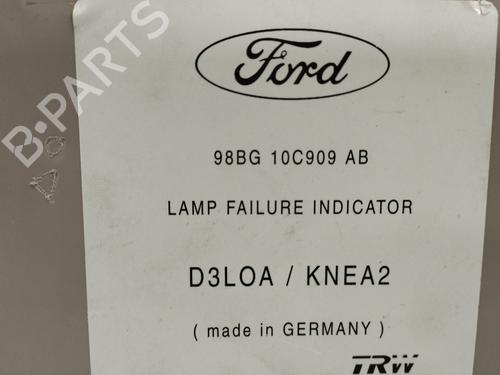 B-PARTS
Ford
98BG 10C909 AB
LAMP FAILURE INDICATOR
D3LOA / KNEA2
( made in GERMANY )
TRW